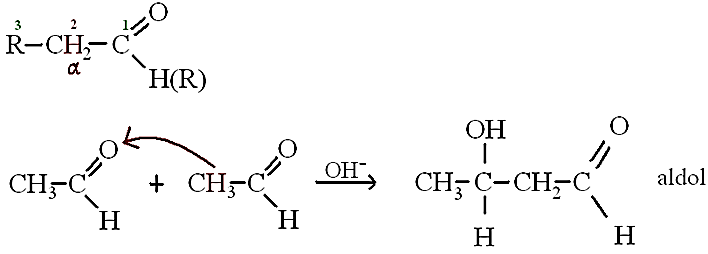 3 2 1 O
R–CH₂–C
α H(R)
O O OH O
CH₃–C + CH₃–C OH⁻ CH₃–C–CH₂–C aldol
H H H H